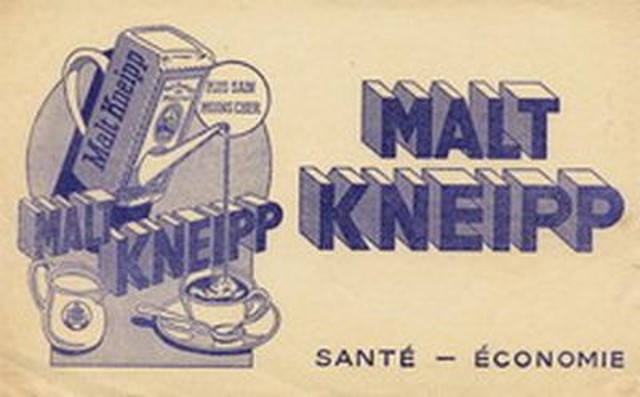 Malt Kneipp
PLUS SAIN
MOINS CHER
MALT
KNEIPP
MALT
KNEIPP
SANTÉ — ÉCONOMIE